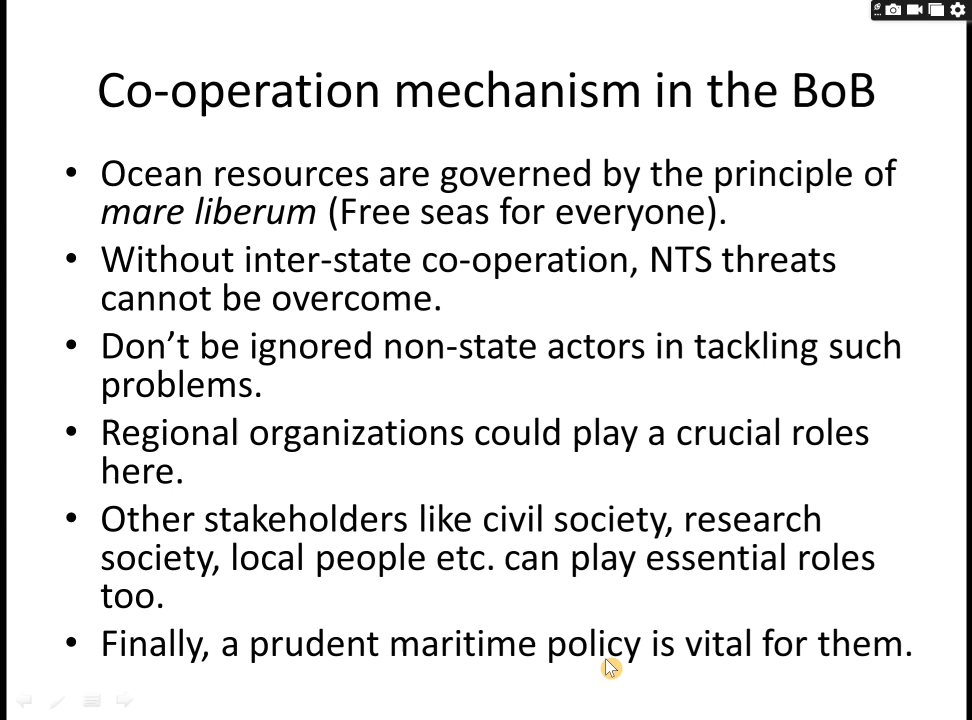 Co-operation mechanism in the BoB
• Ocean resources are governed by the principle of
mare liberum (Free seas for everyone).
• Without inter-state co-operation, NTS threats
cannot be overcome.
• Don’t be ignored non-state actors in tackling such
problems.
• Regional organizations could play a crucial roles
here.
• Other stakeholders like civil society, research
society, local people etc. can play essential roles
too.
• Finally, a prudent maritime policy is vital for them.